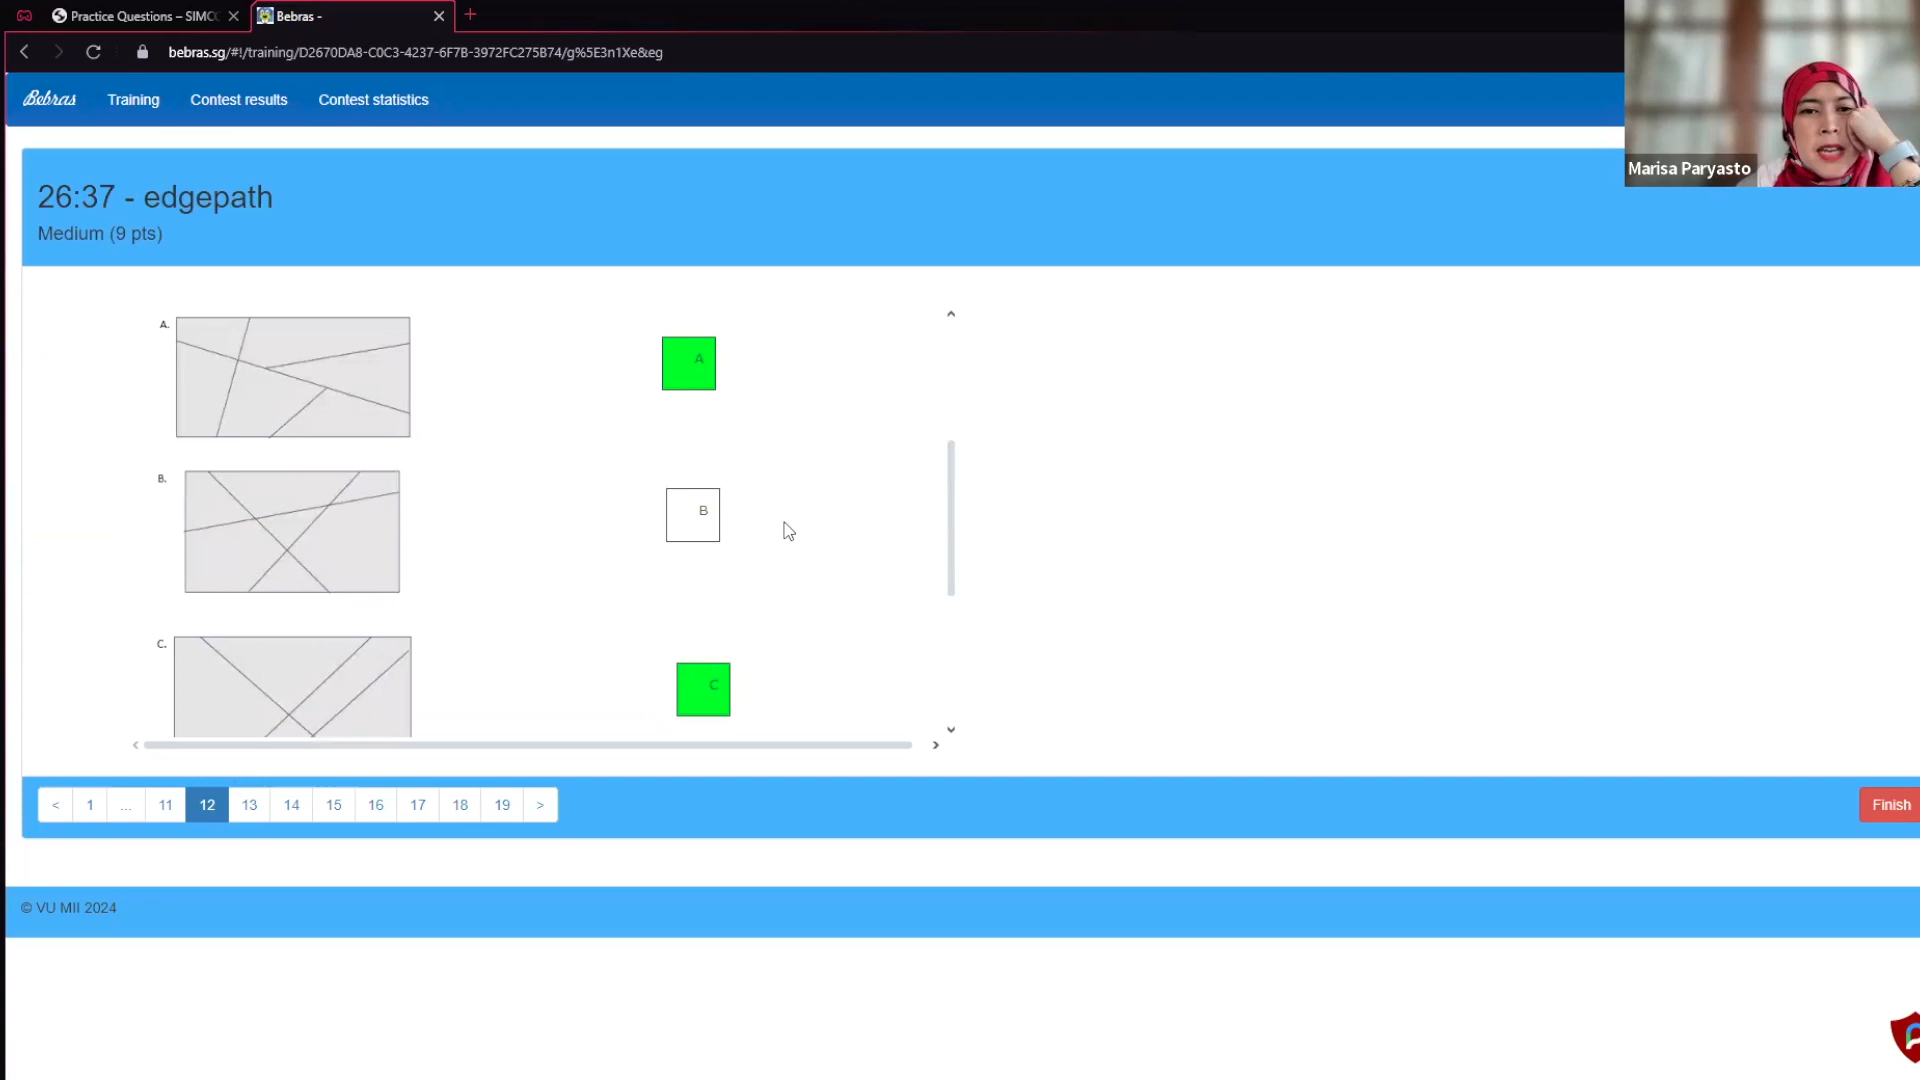 Practice Questions – SIMCC
Bebras -
bebras.sg/#!/training/D2670DA8-C0C3-4237-6F7B-3972FC275B74/g%5E3n1Xe&eg
Bebras Training Contest results Contest statistics
Marisa Paryasto
26:37 - edgepath
Medium (9 pts)
A.
A
B.
B
C.
C
< 1 ... 11 12 13 14 15 16 17 18 19 >
Finish
© VU MII 2024